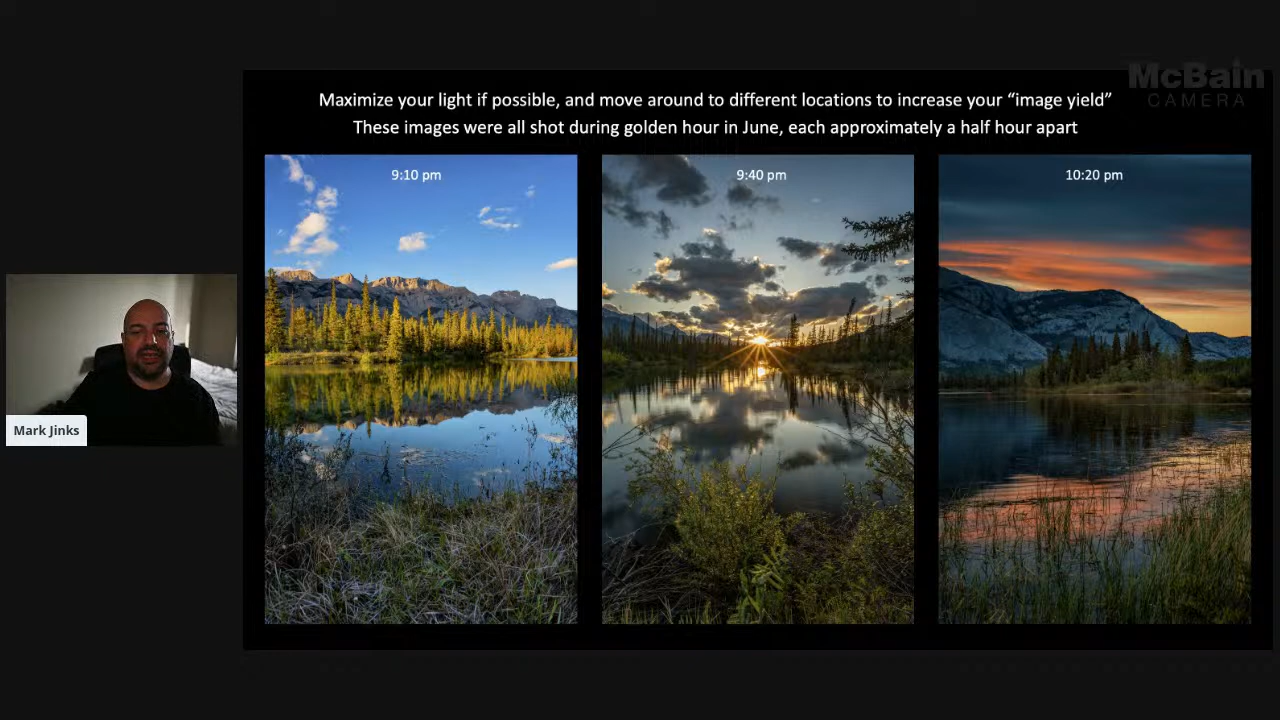 McBain
CAMERA
Maximize your light if possible, and move around to different locations to increase your “image yield”
These images were all shot during golden hour in June, each approximately a half hour apart
9:10 pm
9:40 pm
10:20 pm
Mark Jinks